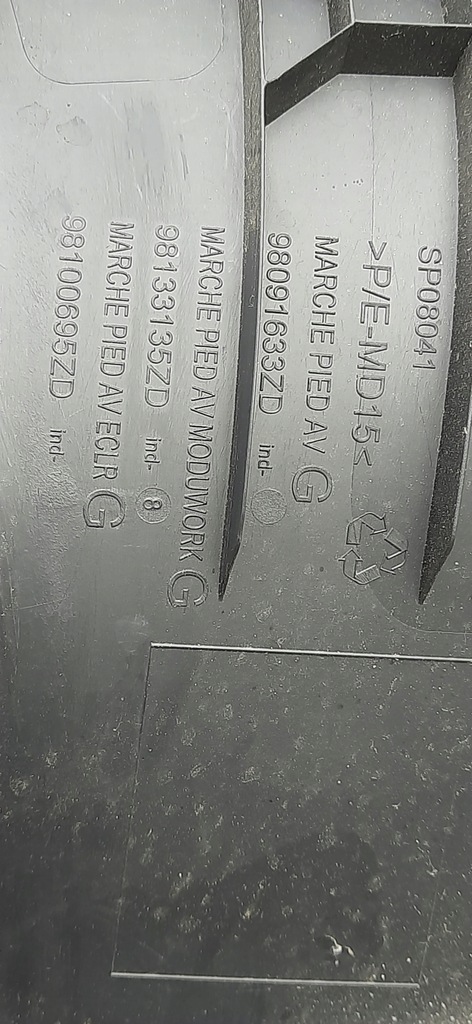 SP08041
>P/E-MD15<
MARCHE PIED AV G
98091633ZD ind-
MARCHE PIED AV MODUWORK G
98133135ZD ind- 8
MARCHE PIED AV ECLR G
98100695ZD ind-